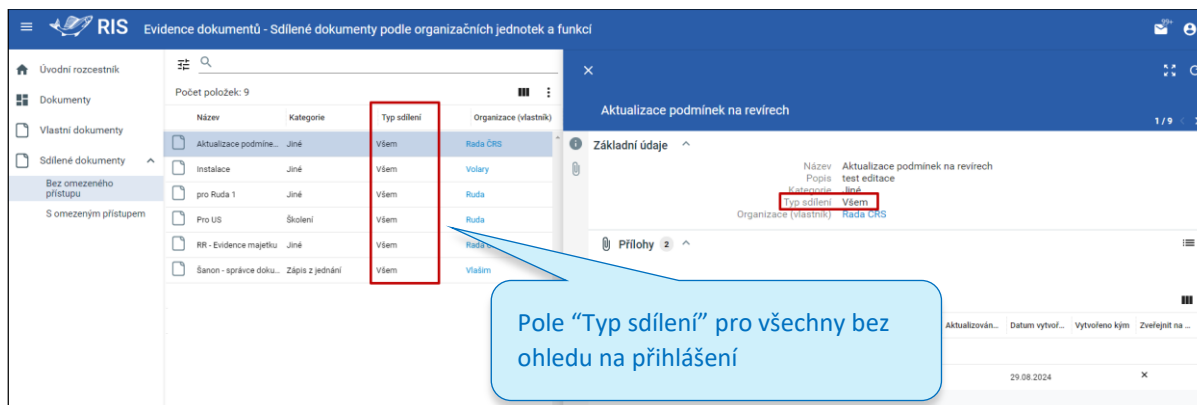 RIS Evidence dokumentů - Sdílené dokumenty podle organizačních jednotek a funkcí
99+
Úvodní rozcestník
Dokumenty
Vlastní dokumenty
Sdílené dokumenty
Bez omezeného
přístupu
S omezeným přístupem
Počet položek: 9
Název Kategorie Typ sdílení Organizace (vlastník)
Aktualizace podmíne... Jiné Všem Rada ČRS
Instalace Jiné Všem Volary
pro Ruda 1 Jiné Všem Ruda
Pro US Školení Všem Ruda
RR - Evidence majetku Jiné Všem Rada
Šanon - správce doku... Zápis z jednání Všem Vlašim
Aktualizace podmínek na revírech
1 / 9
Základní údaje
Název Aktualizace podmínek na revírech
Popis test editace
Kategorie Jiné
Typ sdílení Všem
Organizace (vlastník) Rada ČRS
Přílohy 2
Aktualizován... Datum vytvoř... Vytvořeno kým Zveřejnit na ...
29.08.2024
Pole “Typ sdílení” pro všechny bez
ohledu na přihlášení